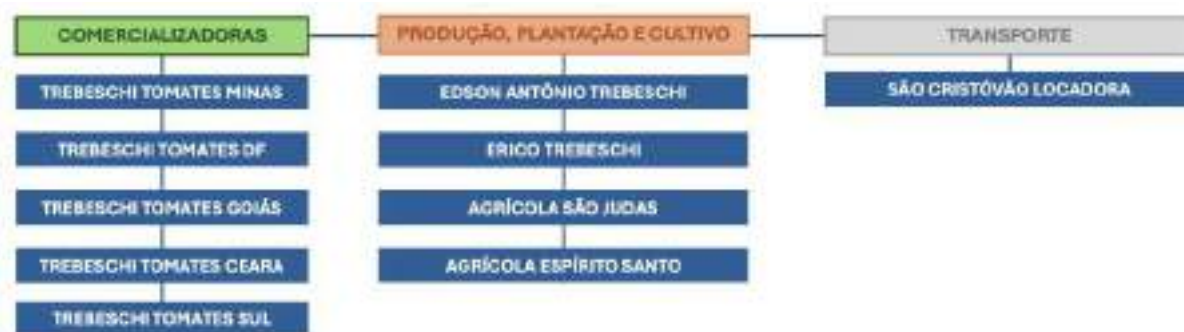 COMERCIALIZADORAS
TREBESCHI TOMATES MINAS
TREBESCHI TOMATES DF
TREBESCHI TOMATES GOIÁS
TREBESCHI TOMATES CEARA
TREBESCHI TOMATES SUL
PRODUÇÃO, PLANTAÇÃO E CULTIVO
EDSON ANTÔNIO TREBESCHI
ERICO TREBESCHI
AGRÍCOLA SÃO JUDAS
AGRÍCOLA ESPÍRITO SANTO
TRANSPORTE
SÃO CRISTÓVÃO LOCADORA